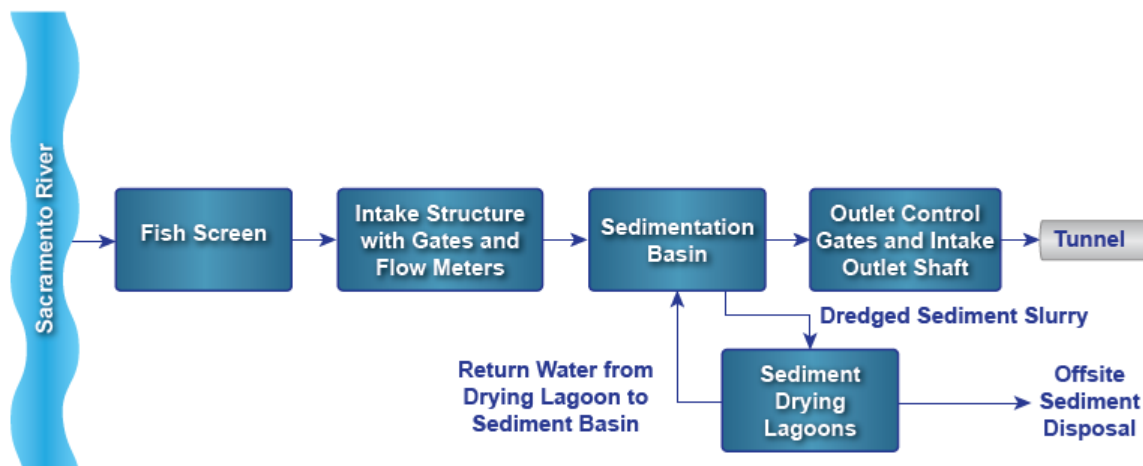 Sacramento River
Fish Screen
Intake Structure
with Gates and
Flow Meters
Sedimentation
Basin
Outlet Control
Gates and Intake
Outlet Shaft
Tunnel
Dredged Sediment Slurry
Return Water from
Drying Lagoon to
Sediment Basin
Sediment
Drying
Lagoons
Offsite
Sediment
Disposal